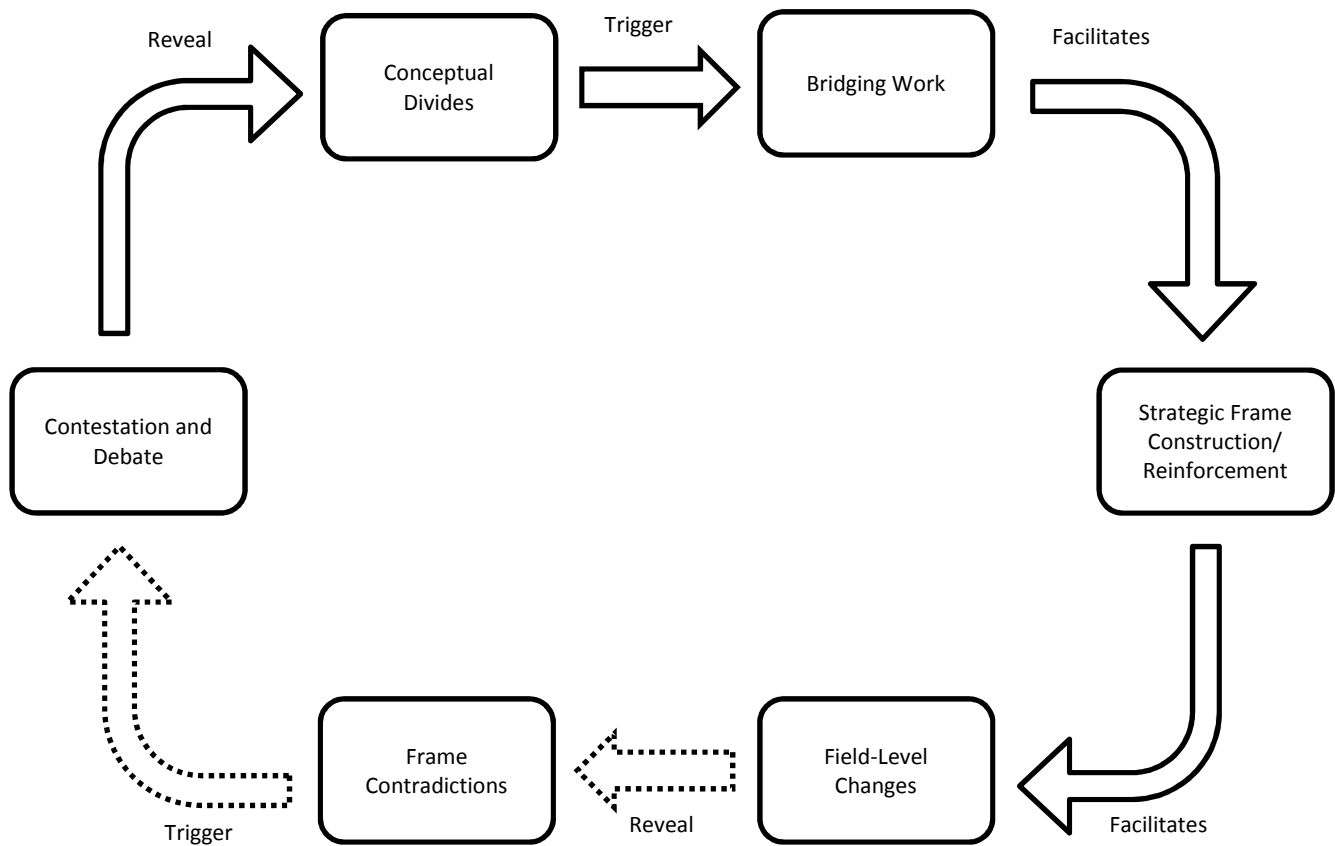 Reveal
Conceptual
Divides
Trigger
Bridging Work
Facilitates
Strategic Frame
Construction/
Reinforcement
Facilitates
Field-Level
Changes
Reveal
Frame
Contradictions
Trigger
Contestation and
Debate